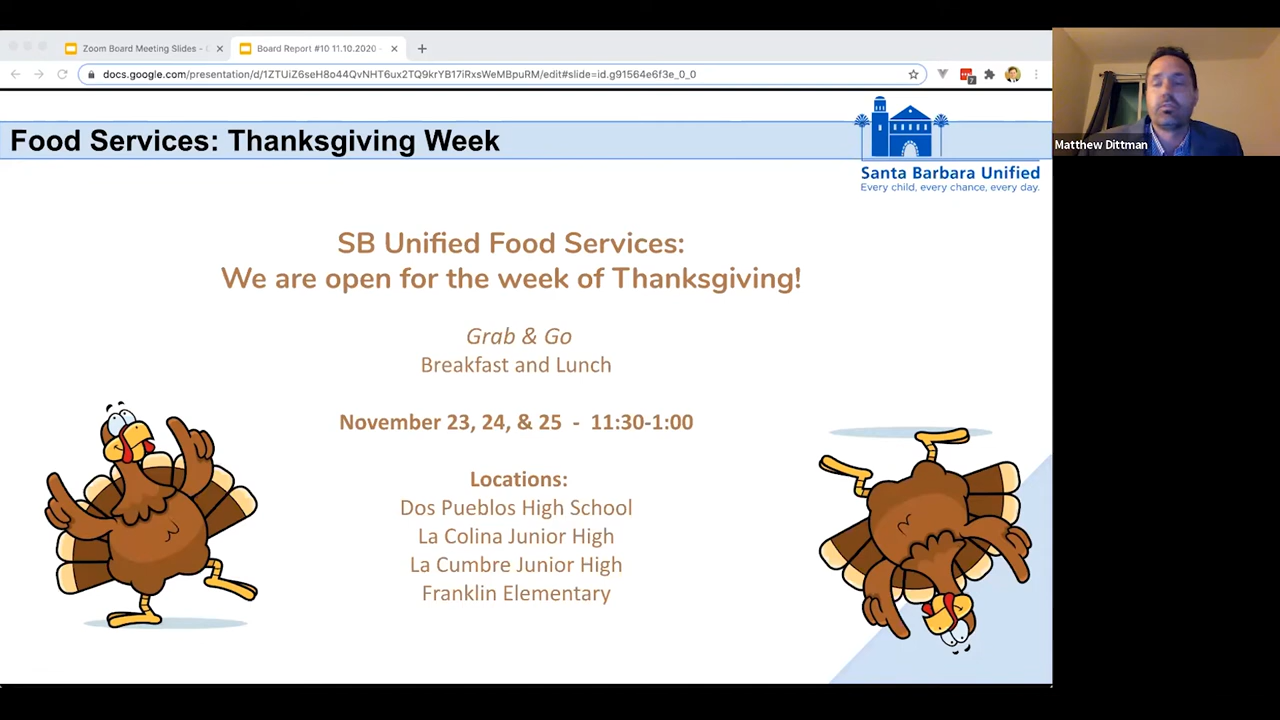 Zoom Board Meeting Slides -
Board Report #10 11.10.2020 -
docs.google.com/presentation/d/1ZTUiZ6seH8o44QvNHT6ux2TQ9krYB17iRxsWeMBpuRM/edit#slide=id.g91564e6f3e_0_0
7
Food Services: Thanksgiving Week
Santa Barbara Unified
Every child, every chance, every day.
Matthew Dittman
SB Unified Food Services:
We are open for the week of Thanksgiving!
Grab & Go
Breakfast and Lunch
November 23, 24, & 25 - 11:30-1:00
Locations:
Dos Pueblos High School
La Colina Junior High
La Cumbre Junior High
Franklin Elementary